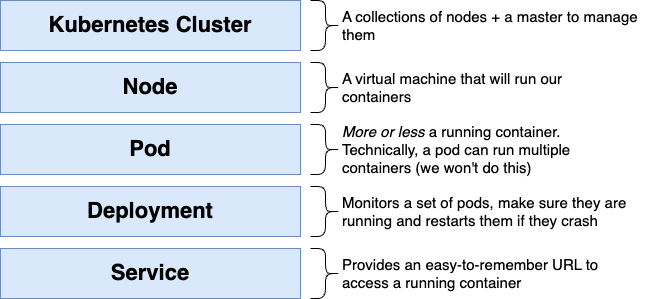 Kubernetes Cluster
A collections of nodes + a master to manage
them
Node
A virtual machine that will run our
containers
Pod
More or less a running container.
Technically, a pod can run multiple
containers (we won't do this)
Deployment
Monitors a set of pods, make sure they are
running and restarts them if they crash
Service
Provides an easy-to-remember URL to
access a running container